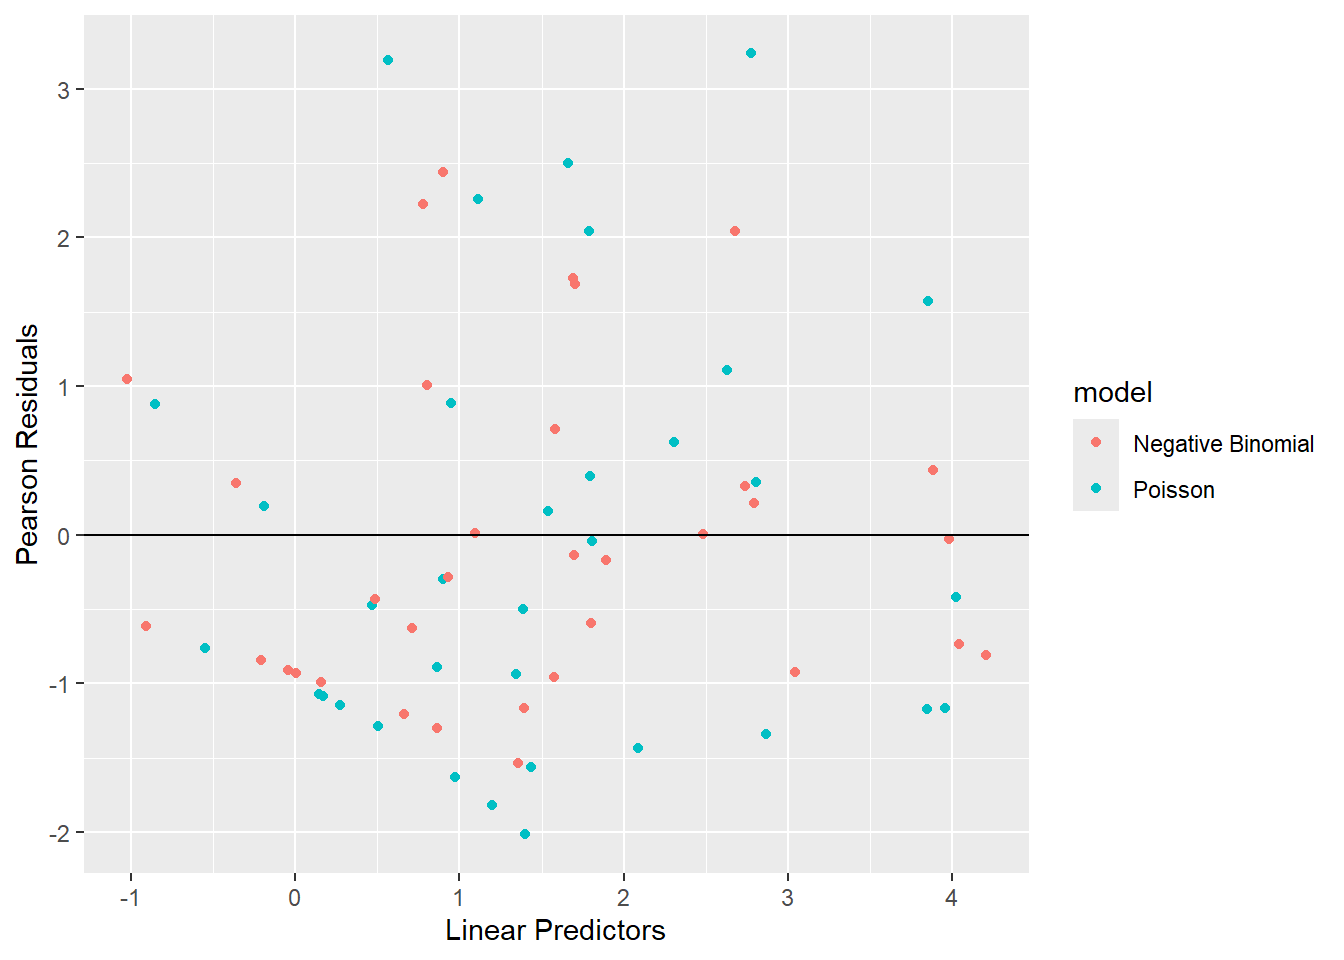 3
2
1
0
-1
-2
Pearson Residuals
-1 0 1 2 3 4
Linear Predictors
model
Negative Binomial
Poisson